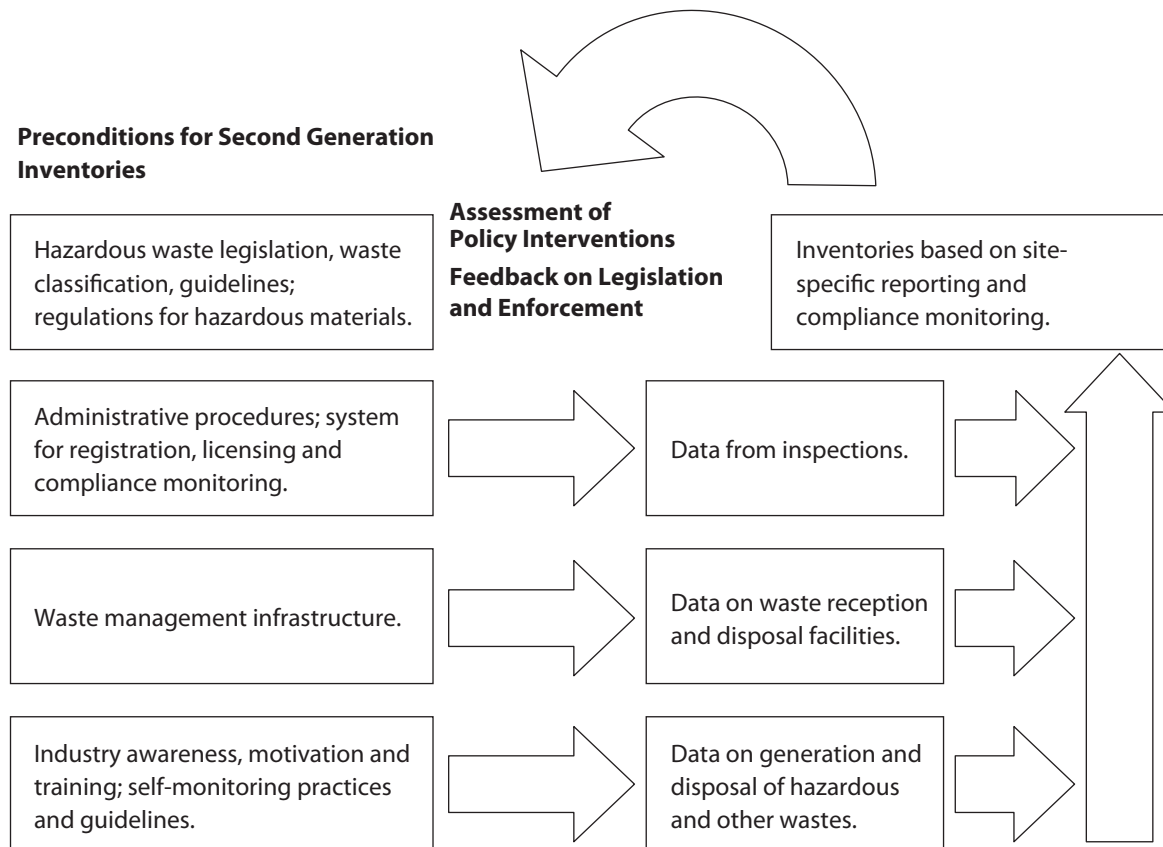 Preconditions for Second Generation
Inventories
Assessment of
Policy Interventions
Feedback on Legislation
and Enforcement
Hazardous waste legislation, waste
classification, guidelines;
regulations for hazardous materials.
Inventories based on site-
specific reporting and
compliance monitoring.
Administrative procedures; system
for registration, licensing and
compliance monitoring.
Data from inspections.
Waste management infrastructure.
Data on waste reception
and disposal facilities.
Industry awareness, motivation and
training; self-monitoring practices
and guidelines.
Data on generation and
disposal of hazardous
and other wastes.